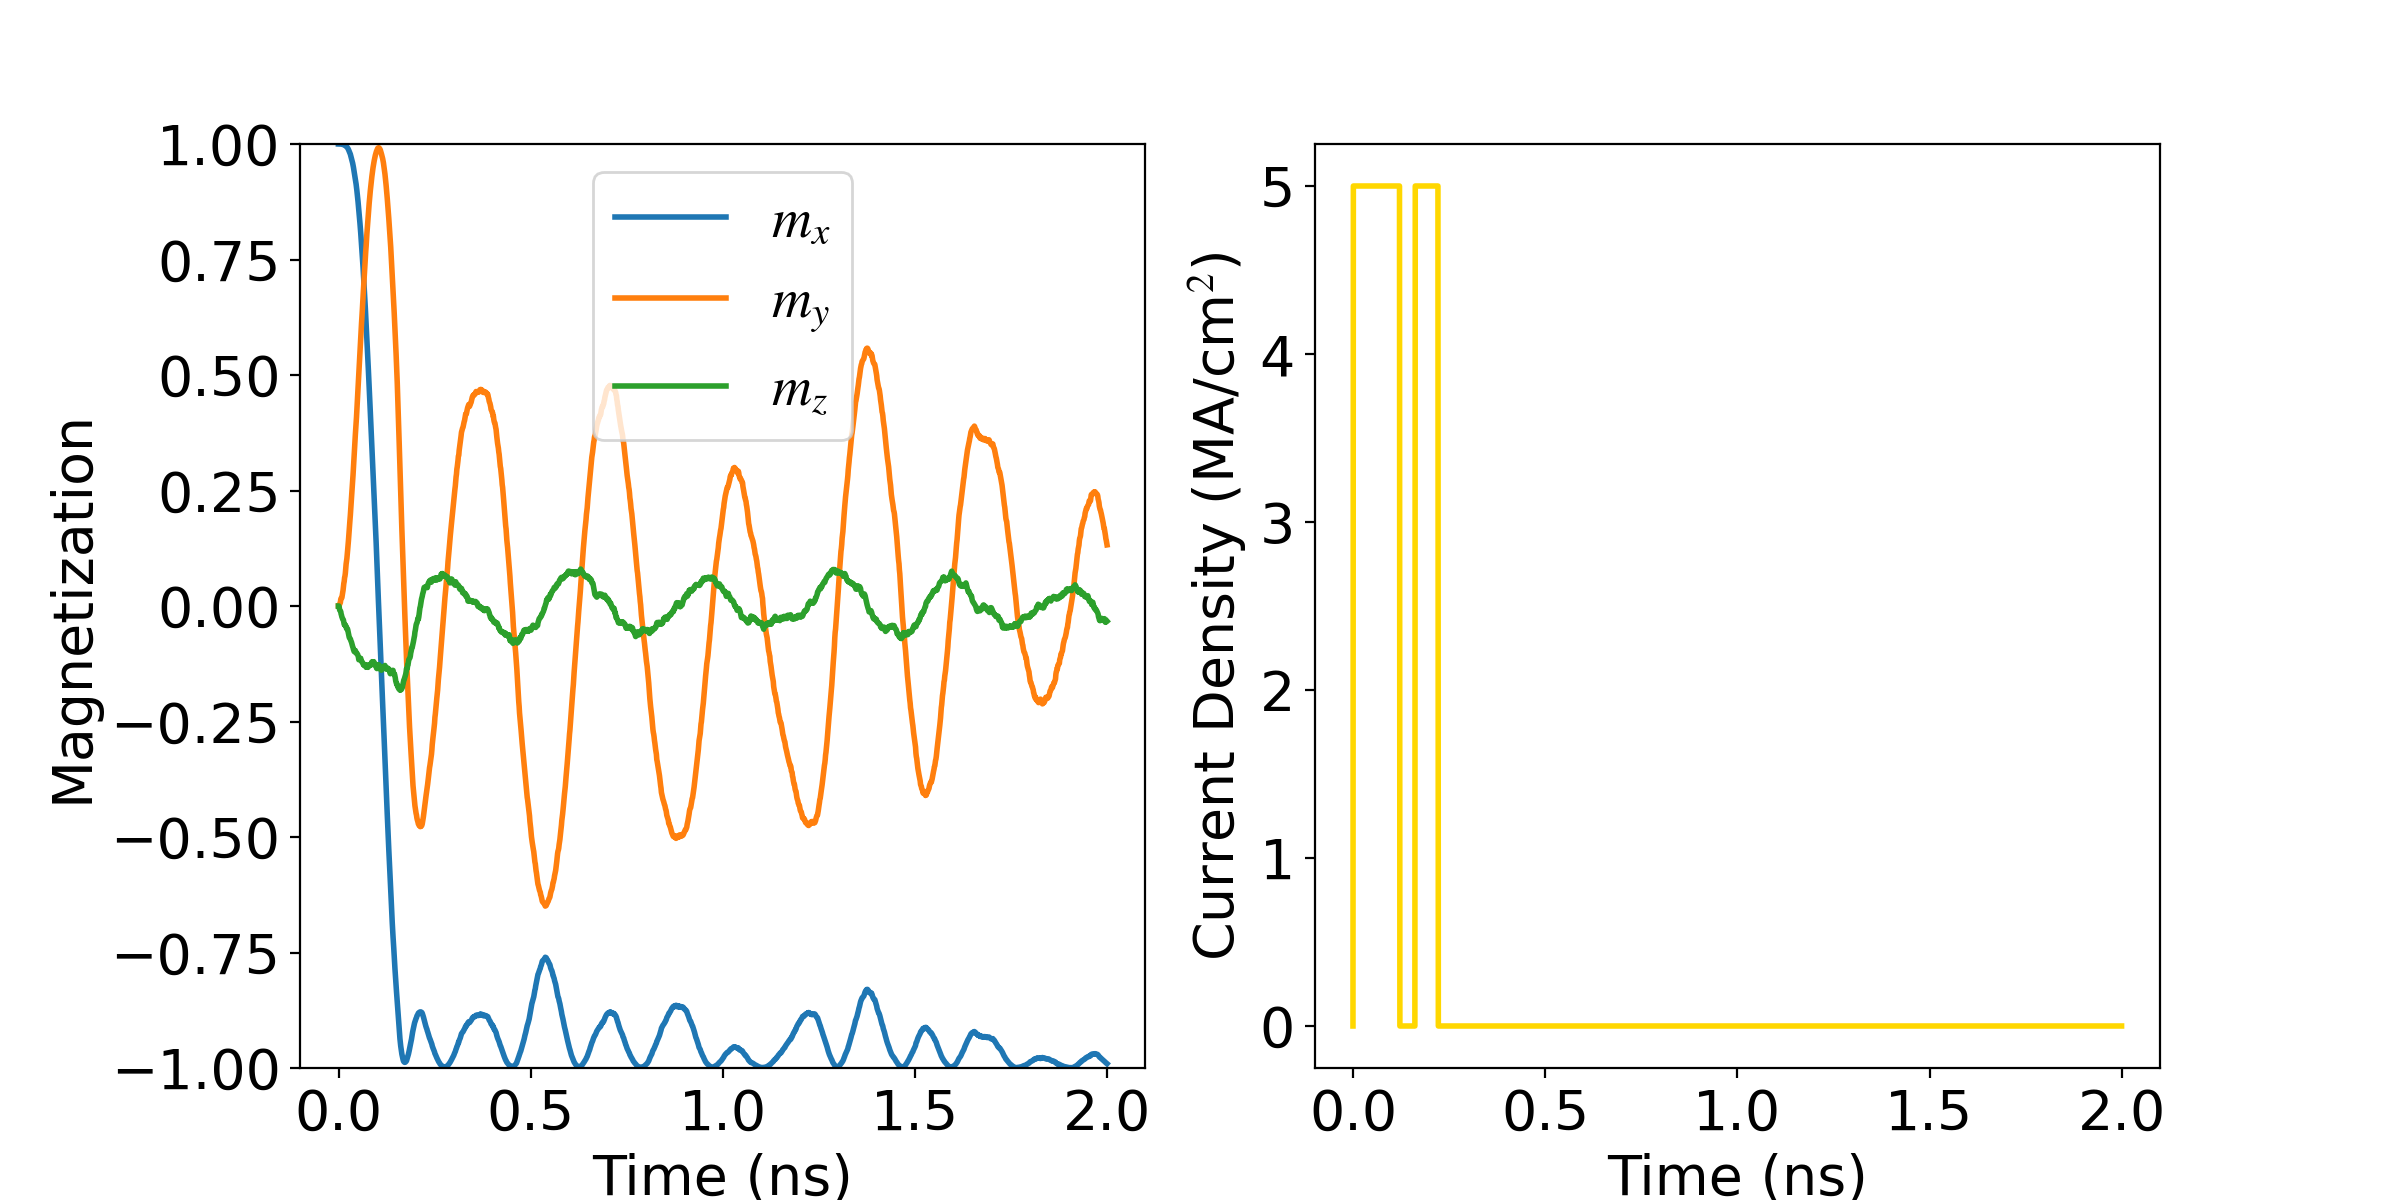 1.00
0.75
0.50
0.25
0.00
−0.25
−0.50
−0.75
−1.00
Magnetization
0.0 0.5 1.0 1.5 2.0
Time (ns)
m_x
m_y
m_z
5
4
3
2
1
0
Current Density (MA/cm²)
0.0 0.5 1.0 1.5 2.0
Time (ns)